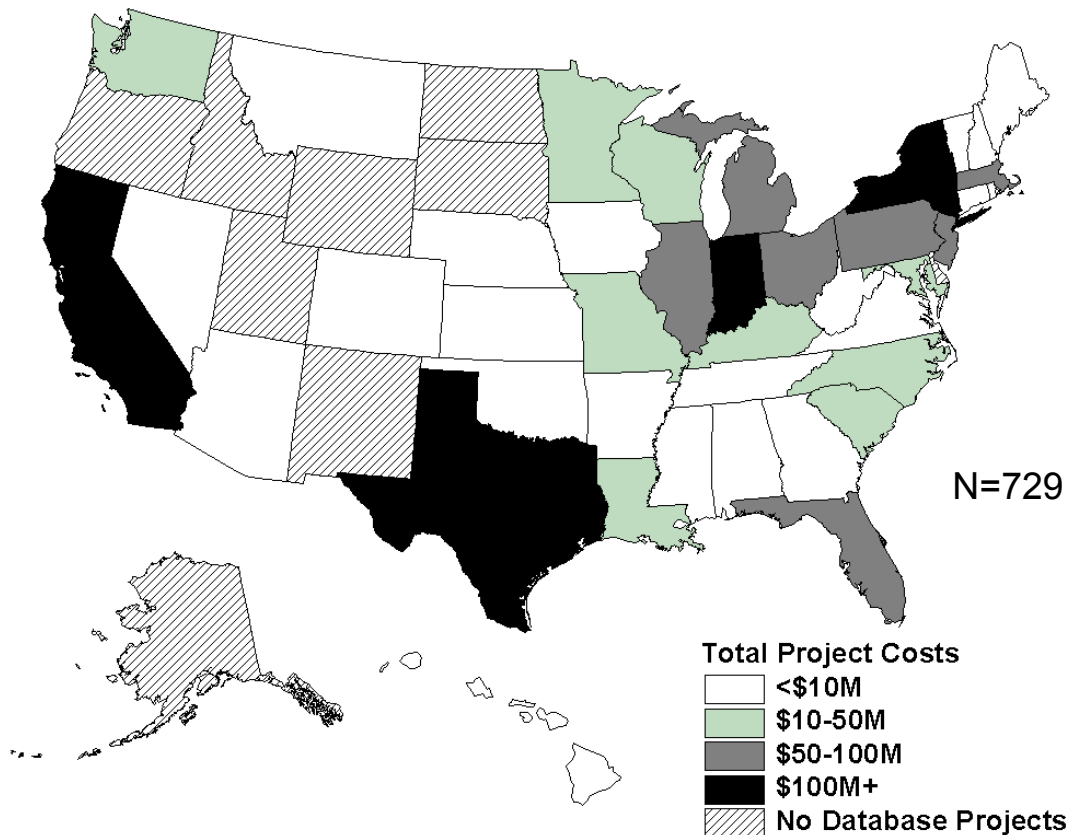 N=729
Total Project Costs
<$10M
$10-50M
$50-100M
$100M+
No Database Projects